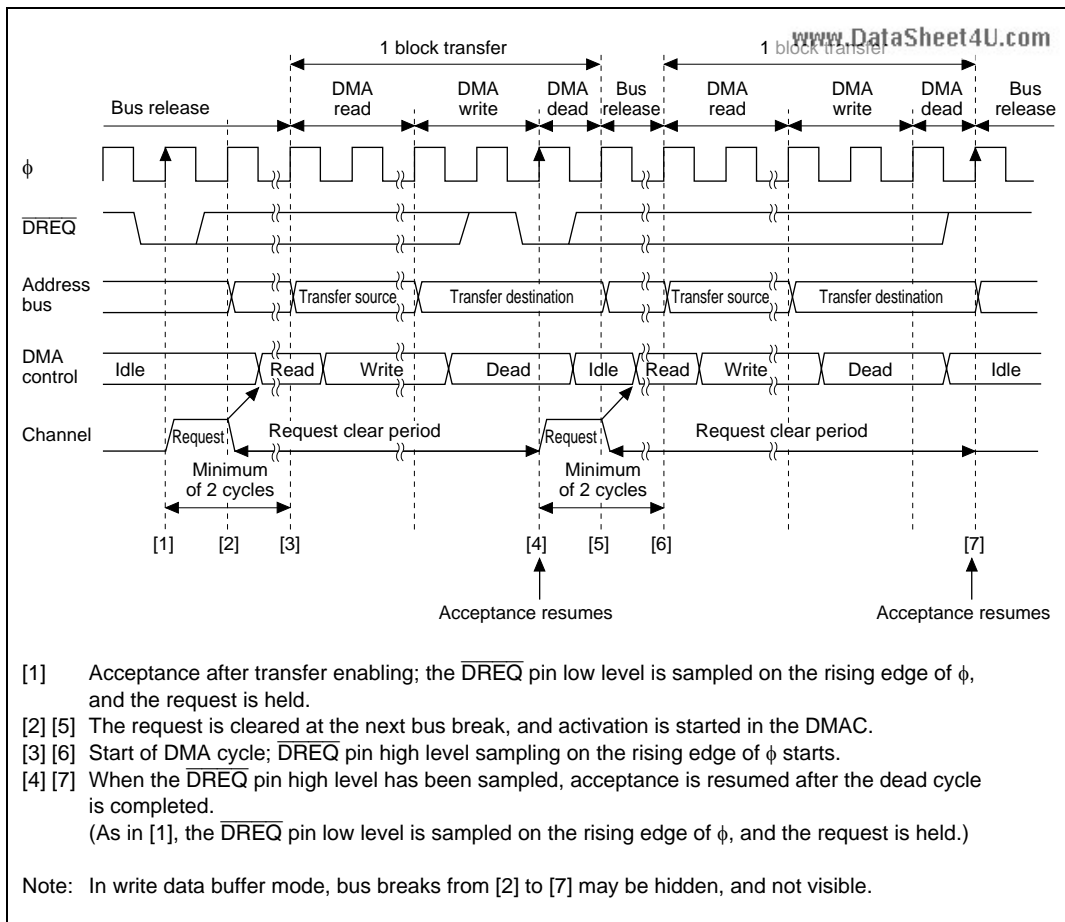 www.DataSheet4U.com
1 block transfer 1 block transfer
Bus release DMA read DMA write DMA dead Bus release DMA read DMA write DMA dead Bus release
φ
DREQ
Address bus Transfer source Transfer destination Transfer source Transfer destination
DMA control Idle Read Write Dead Idle Read Write Dead Idle
Channel Request Request clear period Request Request clear period
Minimum of 2 cycles Minimum of 2 cycles
[1] [2] [3] [4] [5] [6] [7]
Acceptance resumes Acceptance resumes
[1] Acceptance after transfer enabling; the DREQ pin low level is sampled on the rising edge of φ,
and the request is held.
[2] [5] The request is cleared at the next bus break, and activation is started in the DMAC.
[3] [6] Start of DMA cycle; DREQ pin high level sampling on the rising edge of φ starts.
[4] [7] When the DREQ pin high level has been sampled, acceptance is resumed after the dead cycle
is completed.
(As in [1], the DREQ pin low level is sampled on the rising edge of φ, and the request is held.)
Note: In write data buffer mode, bus breaks from [2] to [7] may be hidden, and not visible.